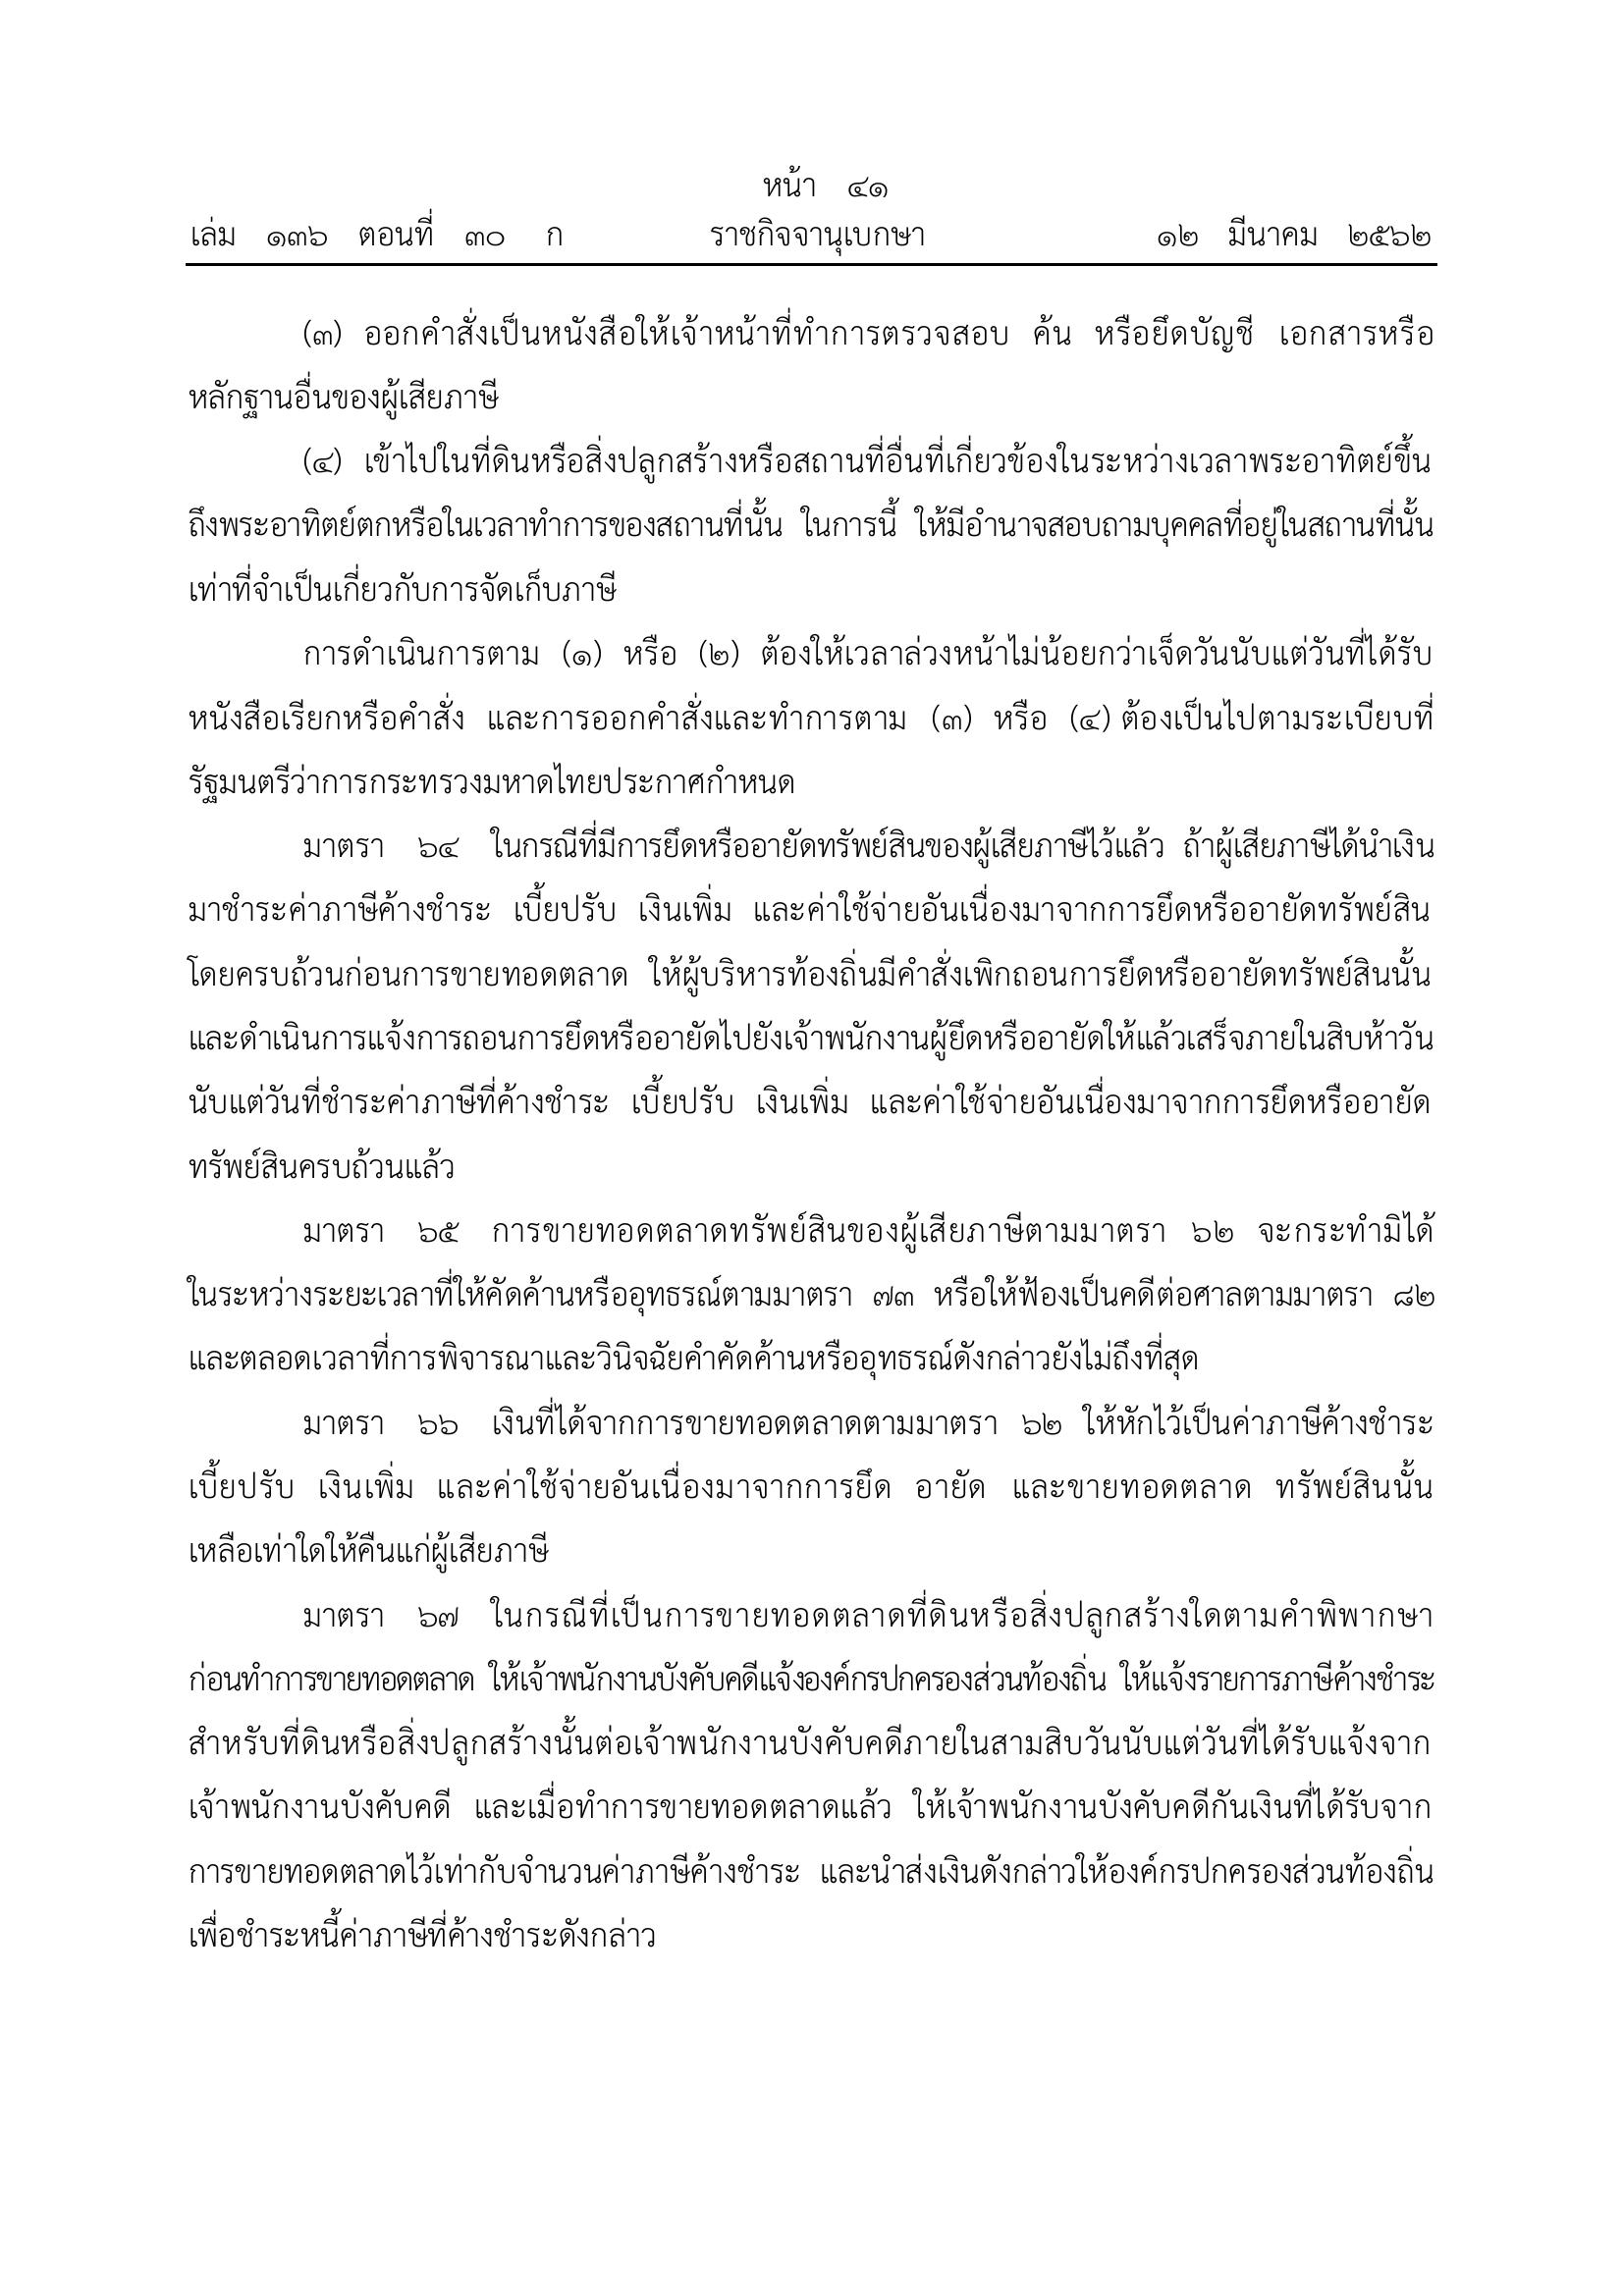 หน้า ๔๑
เล่ม ๑๓๖ ตอนที่ ๓๐ ก ราชกิจจานุเบกษา ๑๒ มีนาคม ๒๕๖๒
(๓) ออกคำสั่งเป็นหนังสือให้เจ้าหน้าที่ทำการตรวจสอบ ค้น หรือยึดบัญชี เอกสารหรือ
หลักฐานอื่นของผู้เสียภาษี
(๔) เข้าไปในที่ดินหรือสิ่งปลูกสร้างหรือสถานที่อื่นที่เกี่ยวข้องในระหว่างเวลาพระอาทิตย์ขึ้น
ถึงพระอาทิตย์ตกหรือในเวลาทำการของสถานที่นั้น ในการนี้ ให้มีอำนาจสอบถามบุคคลที่อยู่ในสถานที่นั้น
เท่าที่จำเป็นเกี่ยวกับการจัดเก็บภาษี
การดำเนินการตาม (๑) หรือ (๒) ต้องให้เวลาล่วงหน้าไม่น้อยกว่าเจ็ดวันนับแต่วันที่ได้รับ
หนังสือเรียกหรือคำสั่ง และการออกคำสั่งและทำการตาม (๓) หรือ (๔) ต้องเป็นไปตามระเบียบที่
รัฐมนตรีว่าการกระทรวงมหาดไทยประกาศกำหนด
มาตรา ๖๔ ในกรณีที่มีการยึดหรืออายัดทรัพย์สินของผู้เสียภาษีไว้แล้ว ถ้าผู้เสียภาษีได้นำเงิน
มาชำระค่าภาษีค้างชำระ เบี้ยปรับ เงินเพิ่ม และค่าใช้จ่ายอันเนื่องมาจากการยึดหรืออายัดทรัพย์สิน
โดยครบถ้วนก่อนการขายทอดตลาด ให้ผู้บริหารท้องถิ่นมีคำสั่งเพิกถอนการยึดหรืออายัดทรัพย์สินนั้น
และดำเนินการแจ้งการถอนการยึดหรืออายัดไปยังเจ้าพนักงานผู้ยึดหรืออายัดให้แล้วเสร็จภายในสิบห้าวัน
นับแต่วันที่ชำระค่าภาษีที่ค้างชำระ เบี้ยปรับ เงินเพิ่ม และค่าใช้จ่ายอันเนื่องมาจากการยึดหรืออายัด
ทรัพย์สินครบถ้วนแล้ว
มาตรา ๖๕ การขายทอดตลาดทรัพย์สินของผู้เสียภาษีตามมาตรา ๖๒ จะกระทำมิได้
ในระหว่างระยะเวลาที่ให้คัดค้านหรืออุทธรณ์ตามมาตรา ๗๓ หรือให้ฟ้องเป็นคดีต่อศาลตามมาตรา ๘๒
และตลอดเวลาที่การพิจารณาและวินิจฉัยคำคัดค้านหรืออุทธรณ์ดังกล่าวยังไม่ถึงที่สุด
มาตรา ๖๖ เงินที่ได้จากการขายทอดตลาดตามมาตรา ๖๒ ให้หักไว้เป็นค่าภาษีค้างชำระ
เบี้ยปรับ เงินเพิ่ม และค่าใช้จ่ายอันเนื่องมาจากการยึด อายัด และขายทอดตลาด ทรัพย์สินนั้น
เหลือเท่าใดให้คืนแก่ผู้เสียภาษี
มาตรา ๖๗ ในกรณีที่เป็นการขายทอดตลาดที่ดินหรือสิ่งปลูกสร้างใดตามคำพิพากษา
ก่อนทำการขายทอดตลาด ให้เจ้าพนักงานบังคับคดีแจ้งองค์กรปกครองส่วนท้องถิ่น ให้แจ้งรายการภาษีค้างชำระ
สำหรับที่ดินหรือสิ่งปลูกสร้างนั้นต่อเจ้าพนักงานบังคับคดีภายในสามสิบวันนับแต่วันที่ได้รับแจ้งจาก
เจ้าพนักงานบังคับคดี และเมื่อทำการขายทอดตลาดแล้ว ให้เจ้าพนักงานบังคับคดีกันเงินที่ได้รับจาก
การขายทอดตลาดไว้เท่ากับจำนวนค่าภาษีค้างชำระ และนำส่งเงินดังกล่าวให้องค์กรปกครองส่วนท้องถิ่น
เพื่อชำระหนี้ค่าภาษีที่ค้างชำระดังกล่าว